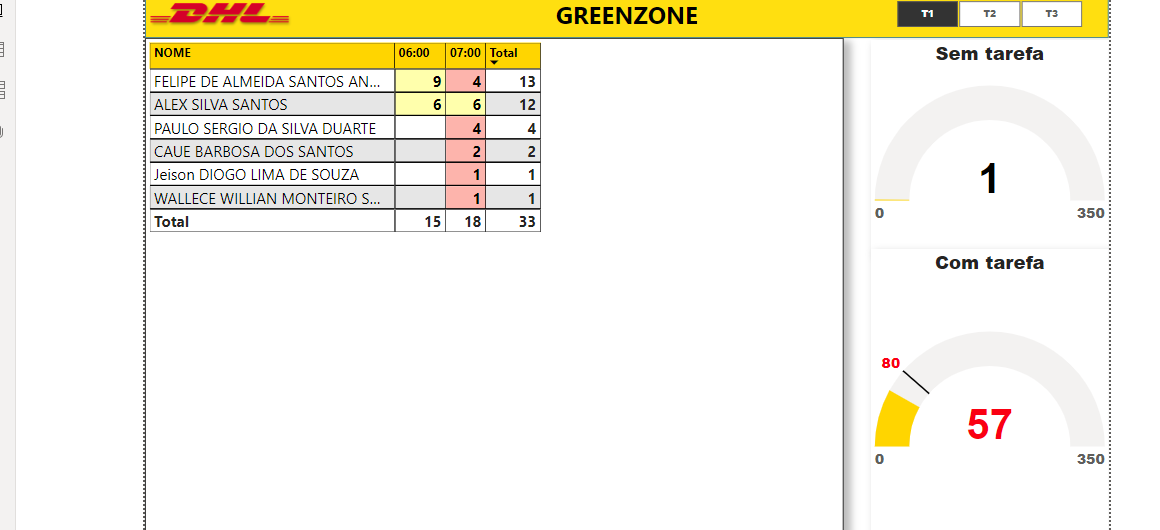 DHL
GREENZONE
T1 T2 T3
NOME 06:00 07:00 Total
FELIPE DE ALMEIDA SANTOS AN... 9 4 13
ALEX SILVA SANTOS 6 6 12
PAULO SERGIO DA SILVA DUARTE 4 4
CAUE BARBOSA DOS SANTOS 2 2
Jeison DIOGO LIMA DE SOUZA 1 1
WALLECE WILLIAN MONTEIRO S... 1 1
Total 15 18 33
Sem tarefa
1
0 350
Com tarefa
80
57
0 350